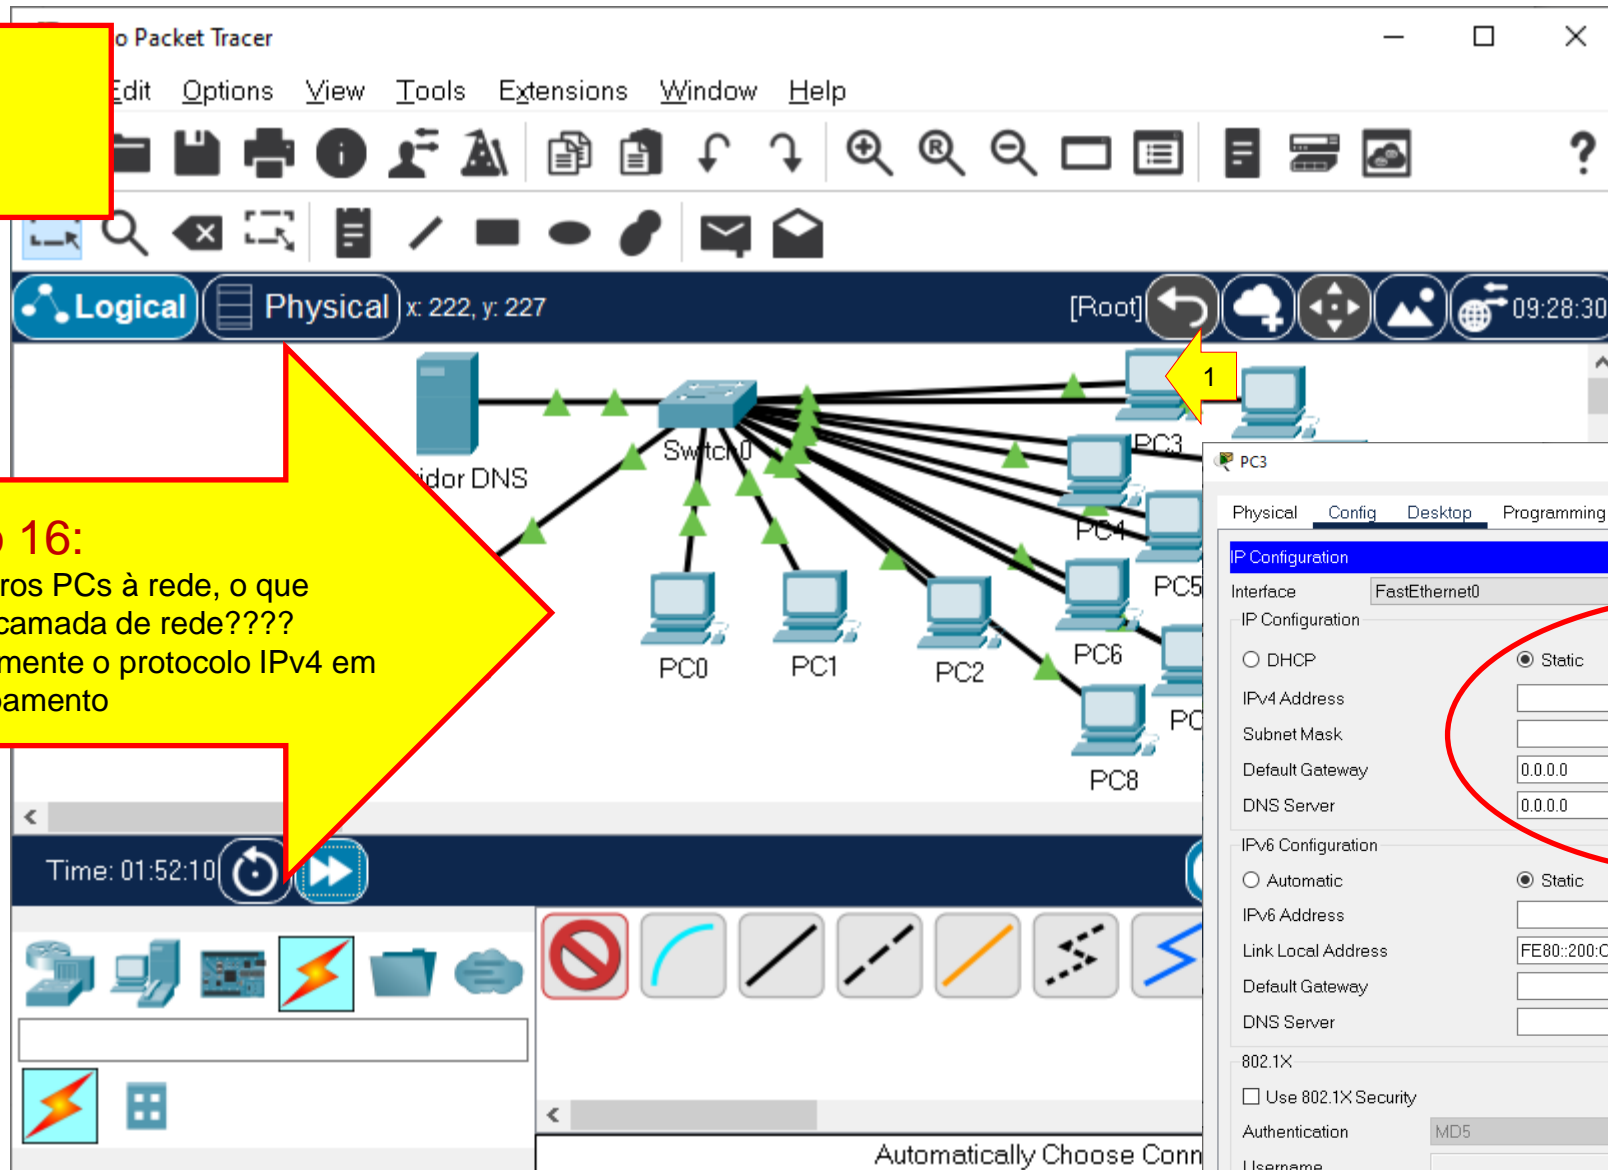 o Packet Tracer
Edit Options View Tools Extensions Window Help
Logical Physical x: 222, y: 227 [Root] 09:28:30
1
Switch0
idor DNS
PC3
PC4
PC5
PC6
PC0
PC1
PC2
PC
PC8
o 16:
ros PCs à rede, o que
camada de rede????
mente o protocolo IPv4 em
pamento
Time: 01:52:10
Automatically Choose Conn
PC3
Physical Config Desktop Programming
IP Configuration
Interface FastEthernet0
IP Configuration
DHCP Static
IPv4 Address
Subnet Mask
Default Gateway 0.0.0.0
DNS Server 0.0.0.0
IPv6 Configuration
Automatic Static
IPv6 Address
Link Local Address FE80::200:C
Default Gateway
DNS Server
802.1X
Use 802.1X Security
Authentication MD5
Username